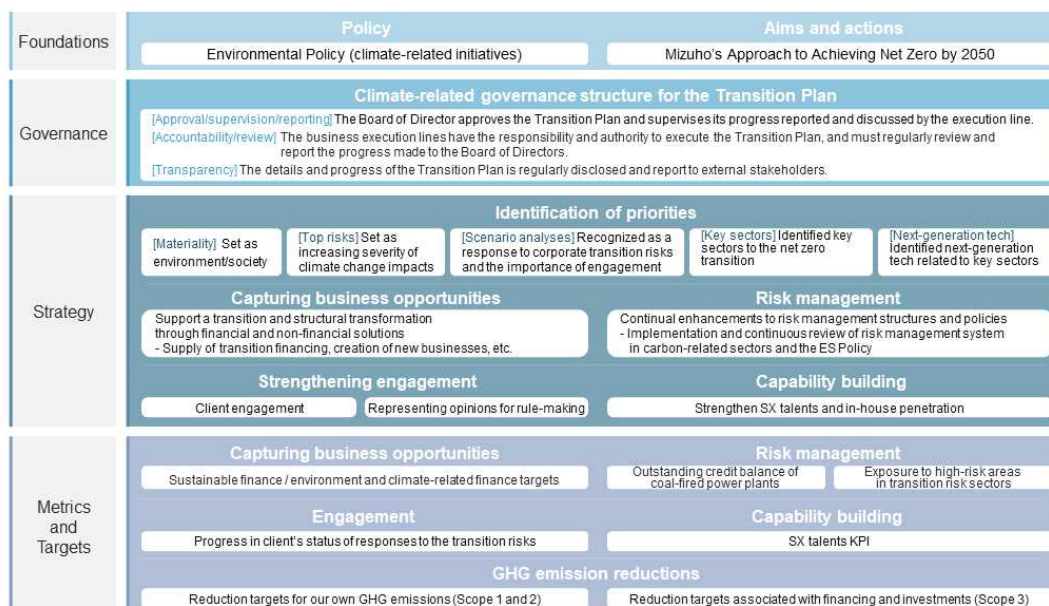 Foundations
Policy
Environmental Policy (climate-related initiatives)
Aims and actions
Mizuho's Approach to Achieving Net Zero by 2050
Governance
Climate-related governance structure for the Transition Plan
[Approval/supervision/reporting] The Board of Director approves the Transition Plan and supervises its progress reported and discussed by the execution line.
[Accountability/review] The business execution lines have the responsibility and authority to execute the Transition Plan, and must regularly review and
report the progress made to the Board of Directors.
[Transparency] The details and progress of the Transition Plan is regularly disclosed and report to external stakeholders.
Strategy
Identification of priorities
[Materiality] Set as
environment/society
[Top risks] Set as
increasing severity of
climate change impacts
[Scenario analyses] Recognized as a
response to corporate transition risks
and the importance of engagement
[Key sectors] Identified key
sectors to the net zero
transition
[Next-generation tech]
Identified next-generation
tech related to key sectors
Capturing business opportunities
Support a transition and structural transformation
through financial and non-financial solutions
- Supply of transition financing, creation of new businesses, etc.
Risk management
Continual enhancements to risk management structures and policies
- Implementation and continuous review of risk management system
in carbon-related sectors and the ES Policy
Strengthening engagement
Client engagement
Representing opinions for rule-making
Capability building
Strengthen SX talents and in-house penetration
Metrics
and
Targets
Capturing business opportunities
Sustainable finance / environment and climate-related finance targets
Risk management
Outstanding credit balance of
coal-fired power plants
Exposure to high-risk areas
in transition risk sectors
Engagement
Progress in client's status of responses to the transition risks
Capability building
SX talents KPI
GHG emission reductions
Reduction targets for our own GHG emissions (Scope 1 and 2)
Reduction targets associated with financing and investments (Scope 3)